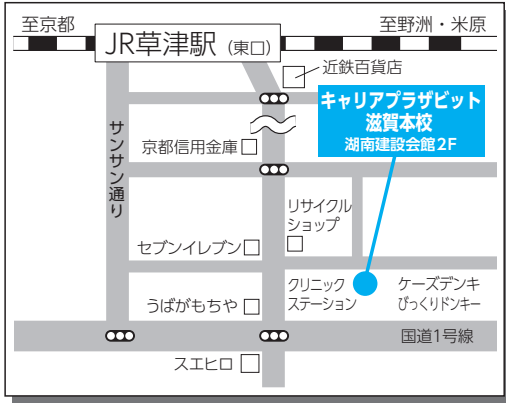 至京都
至野洲・米原
JR草津駅（東口）
近鉄百貨店
キャリアプラザビット
滋賀本校
湖南建設会館2F
サンサン通り
京都信用金庫
リサイクル
ショップ
セブンイレブン
クリニック
ステーション
ケーズデンキ
びっくりドンキー
うばがもちや
国道1号線
スエヒロ